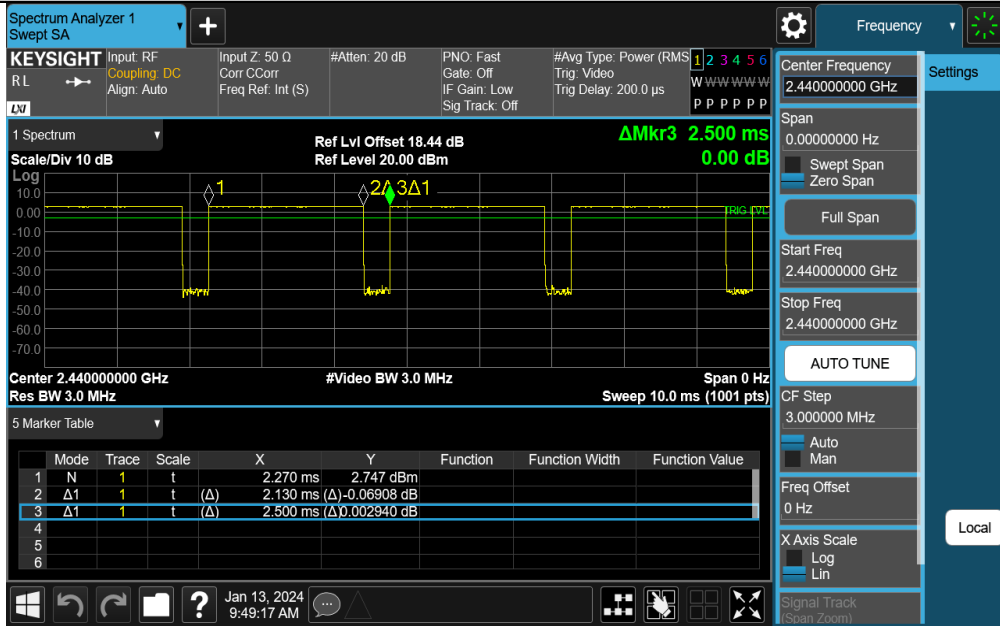 Spectrum Analyzer 1
Swept SA
+
Frequency
KEYSIGHT
RL
LXI
Input: RF
Coupling: DC
Align: Auto
Input Z: 50 Ω
Corr CCorr
Freq Ref: Int (S)
#Atten: 20 dB
PNO: Fast
Gate: Off
IF Gain: Low
Sig Track: Off
#Avg Type: Power (RMS
Trig: Video
Trig Delay: 200.0 µs
1 2 3 4 5 6
W W W W W W
P P P P P P
1 Spectrum
Scale/Div 10 dB
Log
Ref Lvl Offset 18.44 dB
Ref Level 20.00 dBm
ΔMkr3 2.500 ms
0.00 dB
10.0
0.00
-10.0
-20.0
-30.0
-40.0
-50.0
-60.0
-70.0
1
2Δ 3Δ1
TRIG LVL
Center 2.440000000 GHz
Res BW 3.0 MHz
#Video BW 3.0 MHz
Span 0 Hz
Sweep 10.0 ms (1001 pts)
5 Marker Table
Mode Trace Scale X Y Function Function Width Function Value
1 N 1 t 2.270 ms 2.747 dBm
2 Δ1 1 t (Δ) 2.130 ms (Δ)-0.06908 dB
3 Δ1 1 t (Δ) 2.500 ms (Δ)0.002940 dB
4
5
6
?
Jan 13, 2024
9:49:17 AM
Center Frequency
2.440000000 GHz
Span
0.00000000 Hz
Swept Span
Zero Span
Full Span
Start Freq
2.440000000 GHz
Stop Freq
2.440000000 GHz
AUTO TUNE
CF Step
3.000000 MHz
Auto
Man
Freq Offset
0 Hz
X Axis Scale
Log
Lin
Signal Track
(Span Zoom)
Settings
Local